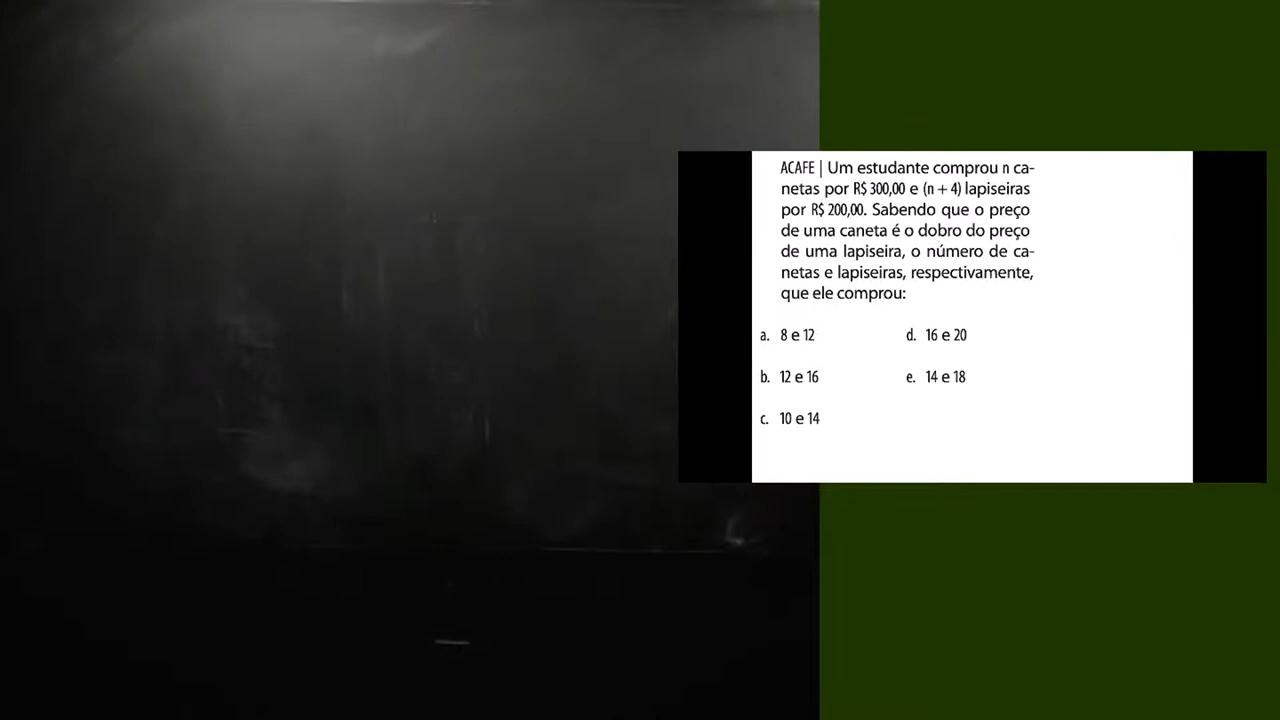 ACAFE | Um estudante comprou n ca-
netas por R$ 300,00 e (n + 4) lapiseiras
por R$ 200,00. Sabendo que o preço
de uma caneta é o dobro do preço
de uma lapiseira, o número de ca-
netas e lapiseiras, respectivamente,
que ele comprou:
a. 8 e 12
b. 12 e 16
c. 10 e 14
d. 16 e 20
e. 14 e 18